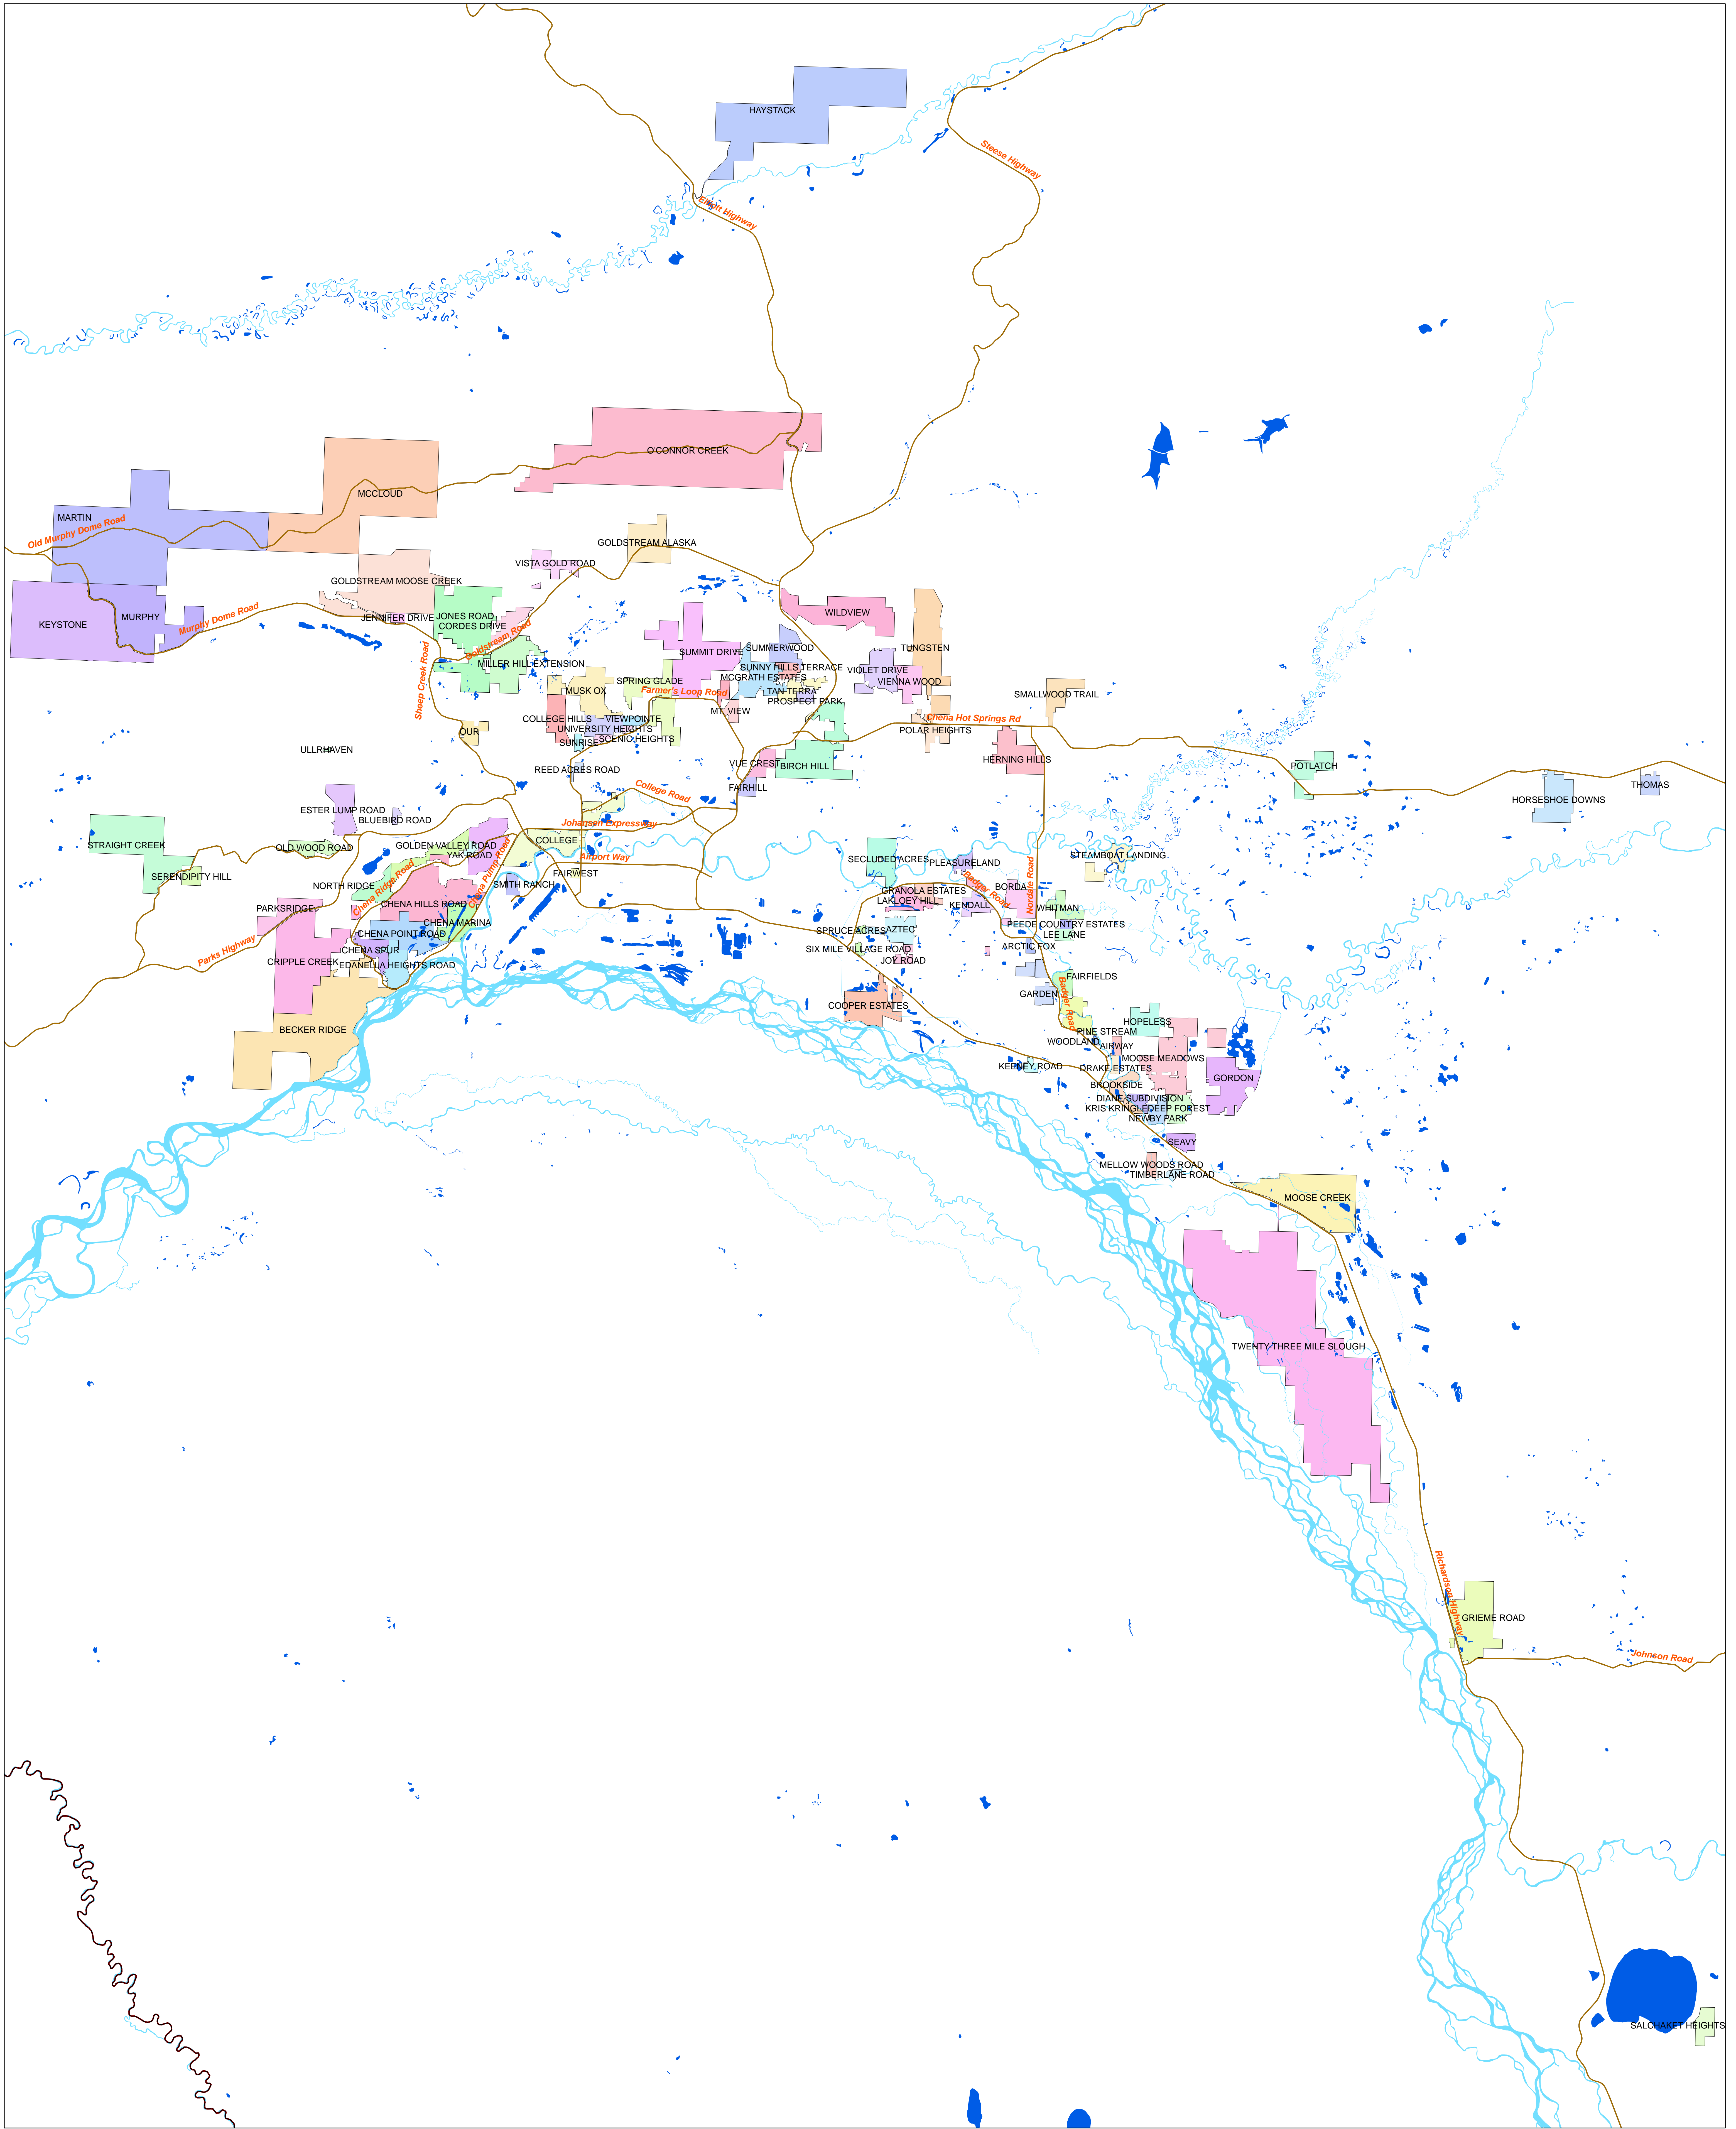 HAYSTACK
Steese Highway
Elliott Highway
O'CONNOR CREEK
MCCLOUD
MARTIN
Old Murphy Dome Road
GOLDSTREAM ALASKA
VISTA GOLD ROAD
GOLDSTREAM MOOSE CREEK
KEYSTONE
MURPHY
Murphy Dome Road
JENNIFER DRIVE
JONES ROAD
CORDES DRIVE
WILDVIEW
Goldstream Road
SUMMIT DRIVE
SUMMERWOOD
TUNGSTEN
MILLER HILL EXTENSION
SUNNY HILLS TERRACE
VIOLET DRIVE
MCGRATH ESTATES
SPRING GLADE
VIENNA WOOD
Sheep Creek Road
MUSK OX
Farmer's Loop Road
TAN TERRA
SMALLWOOD TRAIL
PROSPECT PARK
MT. VIEW
COLLEGE HILLS
VIEWPOINTE
Chena Hot Springs Rd
OUR
UNIVERSITY HEIGHTS
POLAR HEIGHTS
SUNRISE
SCENIC HEIGHTS
ULLRHAVEN
HERNING HILLS
VUE CREST
BIRCH HILL
POTLATCH
REED ACRES ROAD
FAIRHILL
College Road
THOMAS
HORSESHOE DOWNS
ESTER LUMP ROAD
BLUEBIRD ROAD
Johansen Expressway
COLLEGE
STRAIGHT CREEK
OLD WOOD ROAD
GOLDEN VALLEY ROAD
YAK ROAD
Airport Way
SECLUDED ACRES
PLEASURELAND
STEAMBOAT LANDING
SERENDIPITY HILL
FAIRWEST
NORTH RIDGE
Chena Ridge Road
Chena Pump Road
SMITH RANCH
Badger Road
Nordale Road
BORDA
GRANOLA ESTATES
LAKLOEY HILL
KENDALL
CHENA HILLS ROAD
PARKSRIDGE
WHITMAN
CHENA MARINA
PEEDE COUNTRY ESTATES
CHENA POINT ROAD
SPRUCE ACRES
AZTEC
LEE LANE
Parks Highway
CHENA SPUR
SIX MILE VILLAGE ROAD
ARCTIC FOX
CRIPPLE CREEK
EDANELLA HEIGHTS ROAD
JOY ROAD
FAIRFIELDS
GARDEN
Badger Road
COOPER ESTATES
BECKER RIDGE
HOPELESS
PINE STREAM
WOODLAND
AIRWAY
MOOSE MEADOWS
KEENEY ROAD
DRAKE ESTATES
GORDON
BROOKSIDE
DIANE SUBDIVISION
KRIS KRINGLE
DEEP FOREST
NEWBY PARK
SEAVY
MELLOW WOODS ROAD
TIMBERLANE ROAD
MOOSE CREEK
TWENTY THREE MILE SLOUGH
Richardson Highway
GRIEME ROAD
Johnson Road
SALCHAKET HEIGHTS